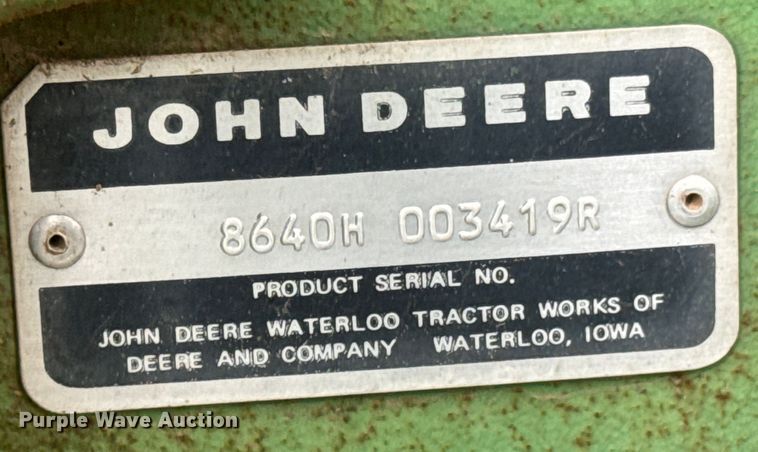 JOHN DEERE
8640H 003419R
PRODUCT SERIAL NO.
JOHN DEERE WATERLOO TRACTOR WORKS OF
DEERE AND COMPANY WATERLOO, IOWA
Purple Wave Auction